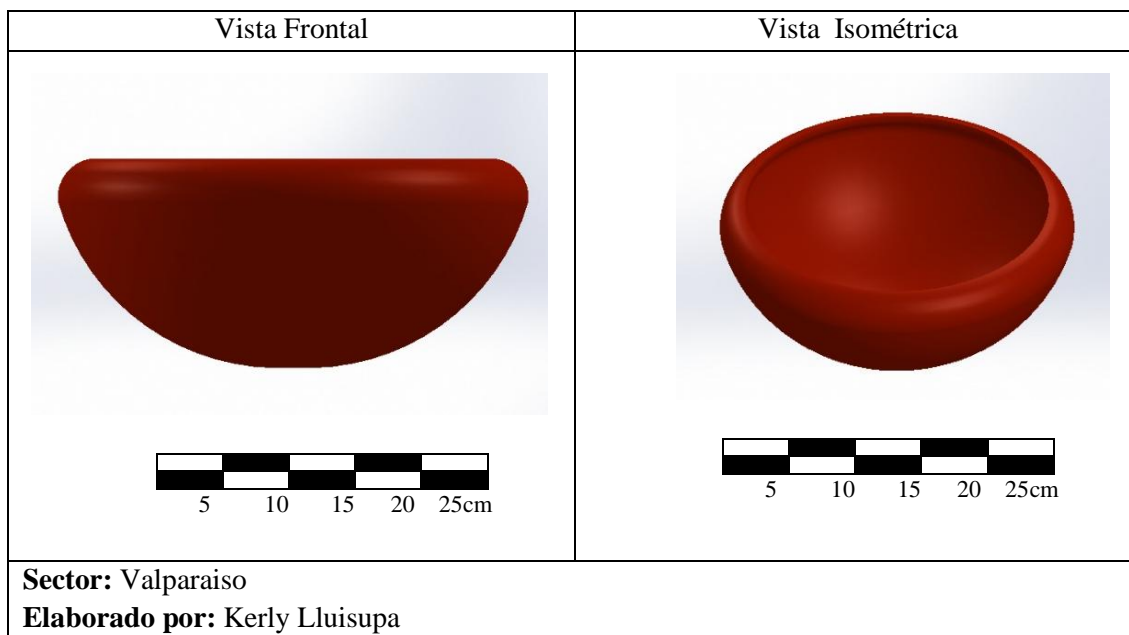 Vista Frontal
Vista Isométrica
5 10 15 20 25cm
5 10 15 20 25cm
Sector: Valparaiso
Elaborado por: Kerly Lluisupa